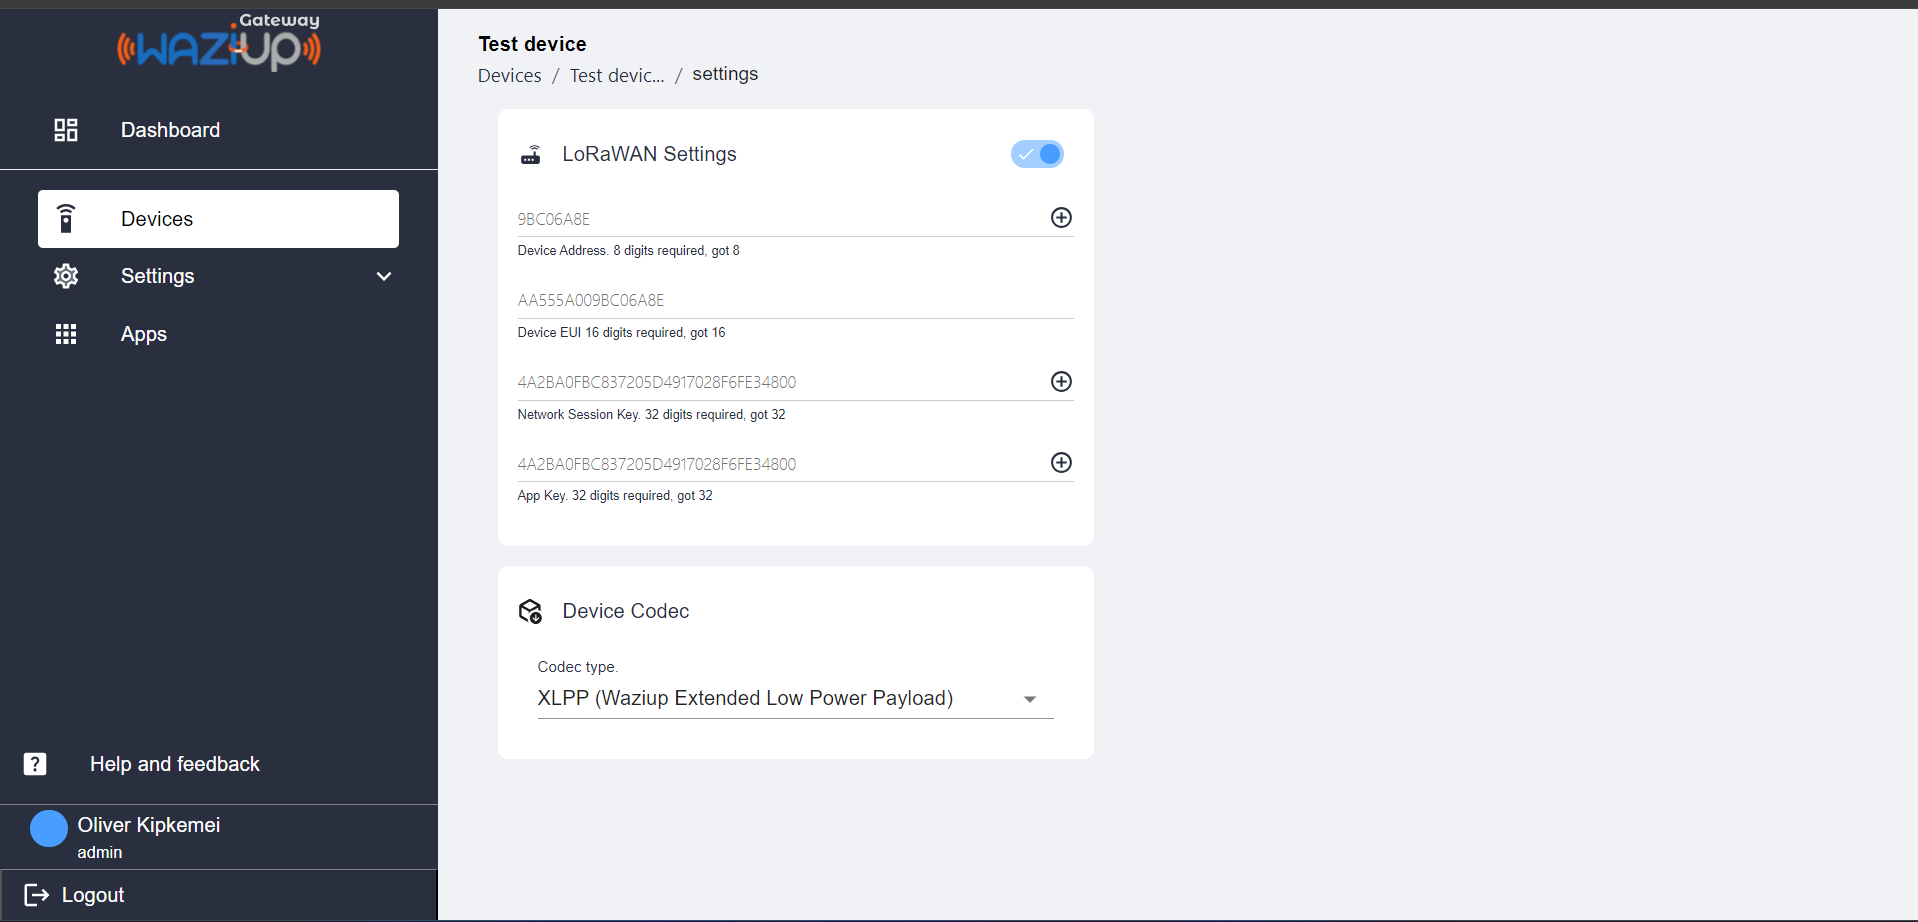 Gateway
WAZIUP
Dashboard
Devices
Settings
Apps
Help and feedback
Oliver Kipkemei
admin
Logout
Test device
Devices / Test devic... / settings
LoRaWAN Settings
9BC06A8E
Device Address. 8 digits required, got 8
AA555A009BC06A8E
Device EUI 16 digits required, got 16
4A2BA0FBC837205D4917028F6FE34800
Network Session Key. 32 digits required, got 32
4A2BA0FBC837205D4917028F6FE34800
App Key. 32 digits required, got 32
Device Codec
Codec type.
XLPP (Waziup Extended Low Power Payload)